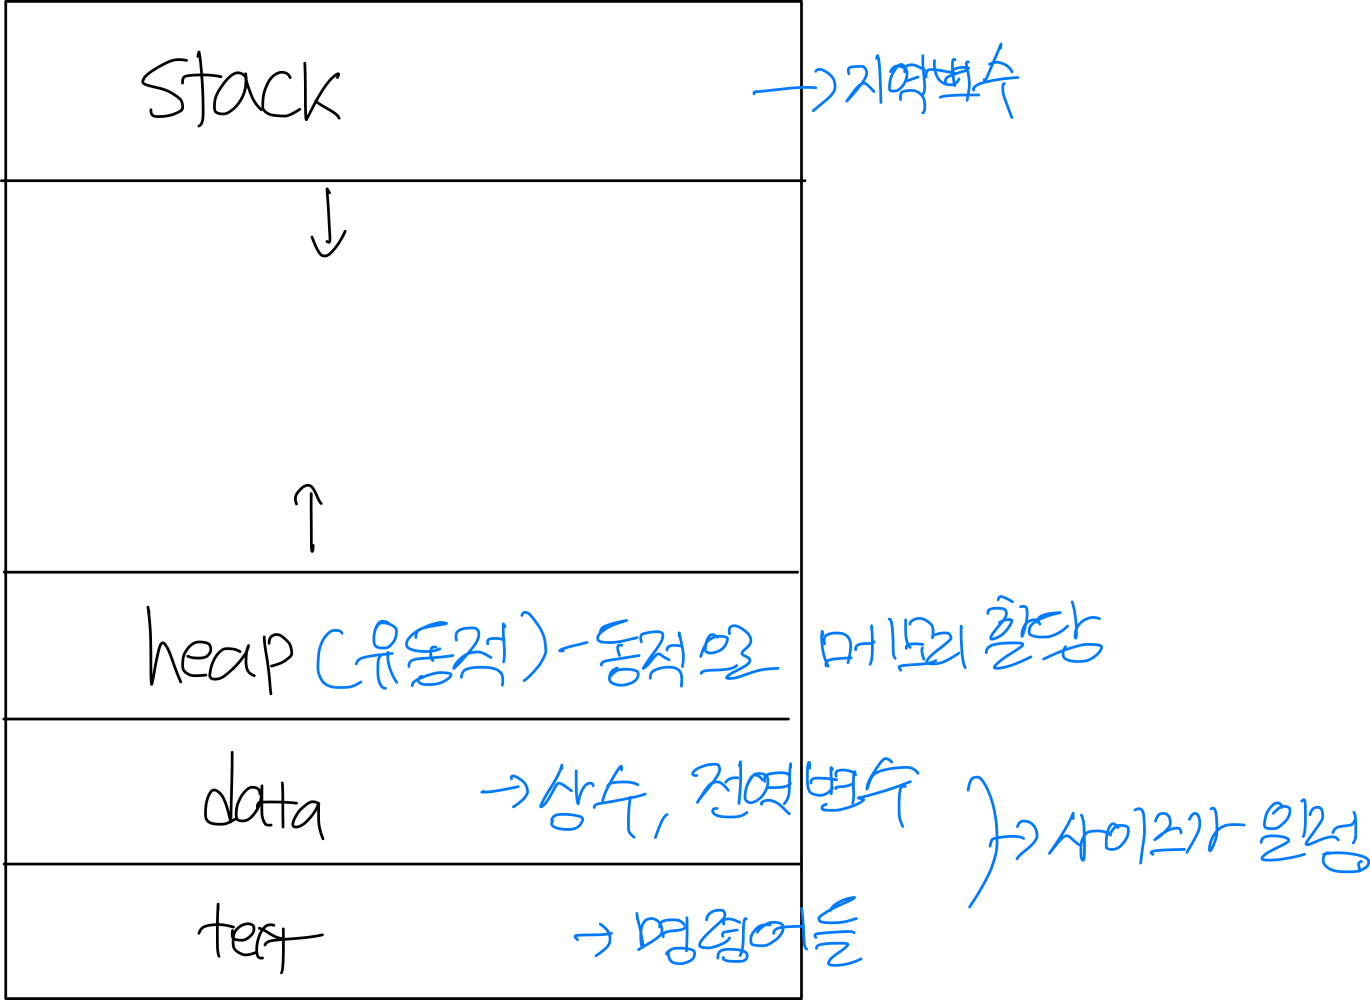 stack → 지역변수
↓
↑
heap (유동적) - 동적으로 메모리 할당
data → 상수, 전역변수
→ 사이즈가 일정
text → 명령어들